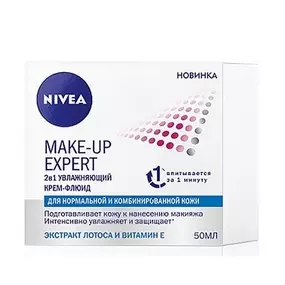 НОВИНКА
NIVEA
MAKE-UP
EXPERT
2в1 УВЛАЖНЯЮЩИЙ
КРЕМ-ФЛЮИД
1 впитывается
за 1 минуту
ДЛЯ НОРМАЛЬНОЙ И КОМБИНИРОВАННОЙ КОЖИ
Подготавливает кожу к нанесению макияжа
Интенсивно увлажняет и защищает
ЭКСТРАКТ ЛОТОСА И ВИТАМИН Е
50МЛ